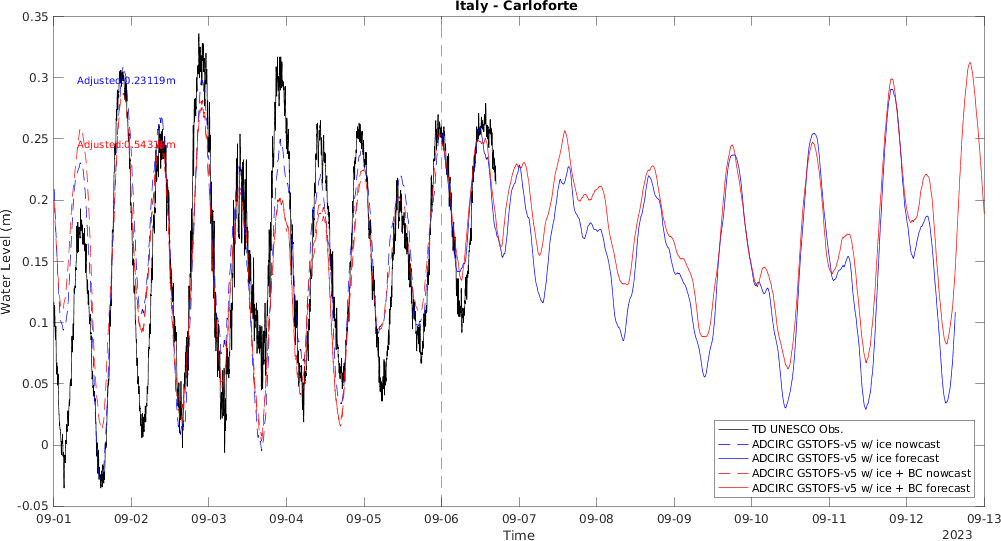 Italy - Carloforte
0.35
0.3
0.25
0.2
0.15
0.1
0.05
0
-0.05
Water Level (m)
Adjusted:0.23119m
09-01
09-02
09-03
09-04
09-05
09-06
09-07
09-08
09-09
09-10
09-11
09-12
09-13
2023
Time
TD UNESCO Obs.
ADCIRC GSTOFS-v5 w/ ice nowcast
ADCIRC GSTOFS-v5 w/ ice forecast
ADCIRC GSTOFS-v5 w/ ice + BC nowcast
ADCIRC GSTOFS-v5 w/ ice + BC forecast